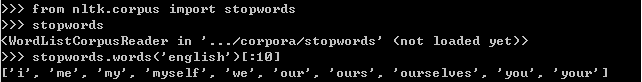 >>> from nltk.corpus import stopwords
>>> stopwords
<WordListCorpusReader in '.../corpora/stopwords' (not loaded yet)>
>>> stopwords.words('english')[:10]
['i', 'me', 'my', 'myself', 'we', 'our', 'ours', 'ourselves', 'you', 'your']